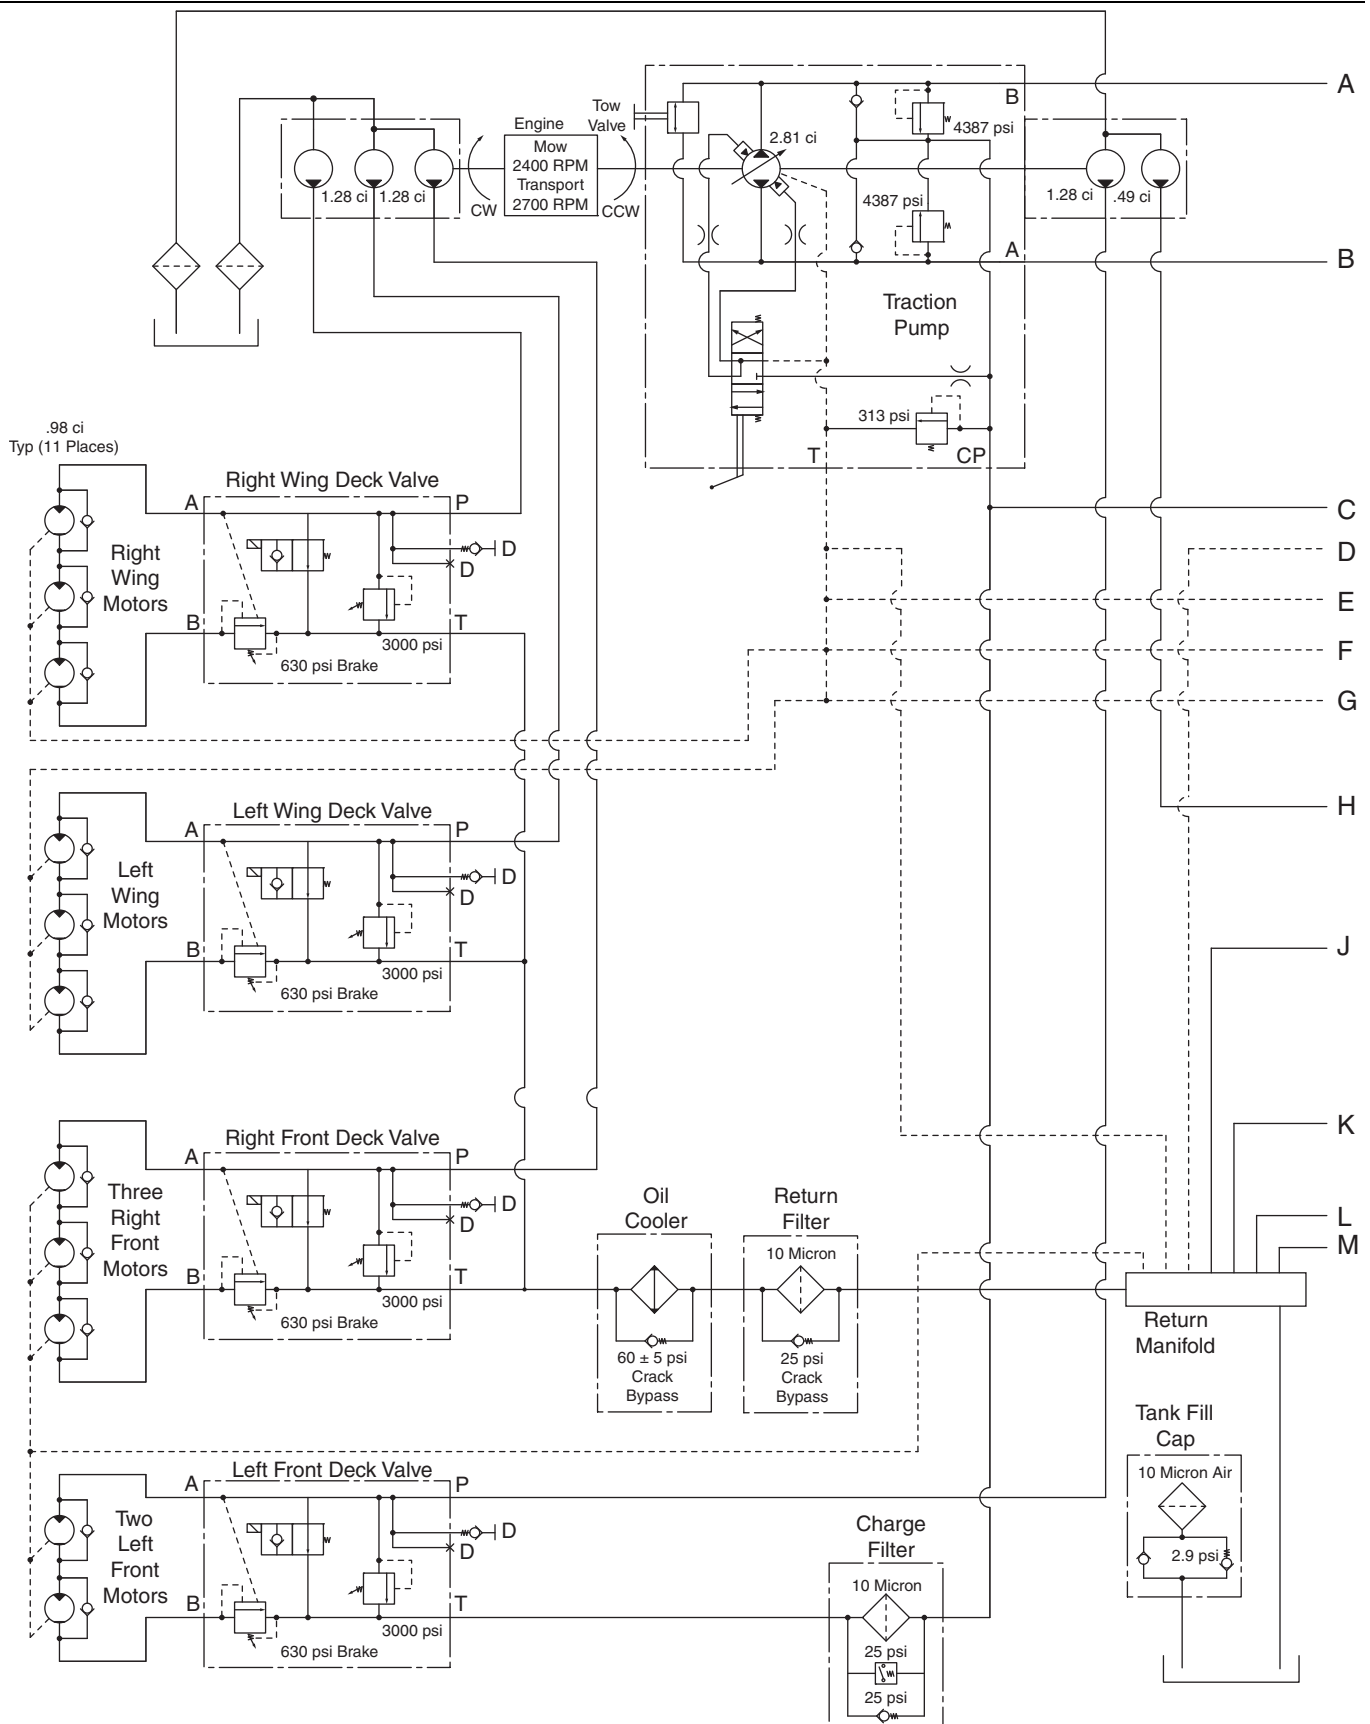 A
Tow
Valve
Engine
B
Mow
2400 RPM
Transport
2700 RPM
2.81 ci
4387 psi
1.28 ci
1.28 ci
CW
CCW
4387 psi
1.28 ci
.49 ci
A
B
Traction
Pump
313 psi
T
CP
.98 ci
Typ (11 Places)
Right Wing Deck Valve
A
P
C
Right
Wing
Motors
D
D
D
E
B
T
3000 psi
630 psi Brake
F
G
Left Wing Deck Valve
A
P
H
Left
Wing
Motors
D
D
B
T
3000 psi
630 psi Brake
J
K
Right Front Deck Valve
A
P
Three
Right
Front
Motors
D
D
Oil
Cooler
Return
Filter
L
M
10 Micron
B
T
3000 psi
630 psi Brake
Return
Manifold
60 ± 5 psi
Crack
Bypass
25 psi
Crack
Bypass
Tank Fill
Cap
10 Micron Air
2.9 psi
Left Front Deck Valve
A
P
Two
Left
Front
Motors
D
D
Charge
Filter
10 Micron
B
T
3000 psi
630 psi Brake
25 psi
25 psi